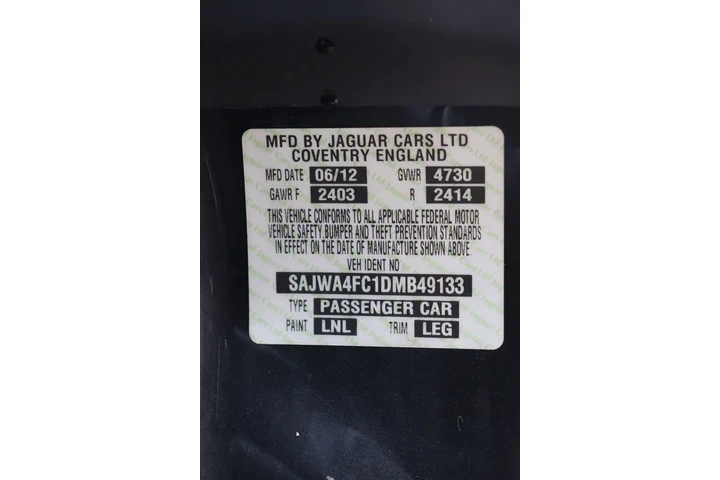 MFD BY JAGUAR CARS LTD
COVENTRY ENGLAND
MFD DATE 06/12 GVWR 4730
GAWR F 2403 R 2414
THIS VEHICLE CONFORMS TO ALL APPLICABLE FEDERAL MOTOR
VEHICLE SAFETY, BUMPER AND THEFT PREVENTION STANDARDS
IN EFFECT ON THE DATE OF MANUFACTURE SHOWN ABOVE
VEH IDENT NO
SAJWA4FC1DMB49133
TYPE PASSENGER CAR
PAINT LNL TRIM LEG